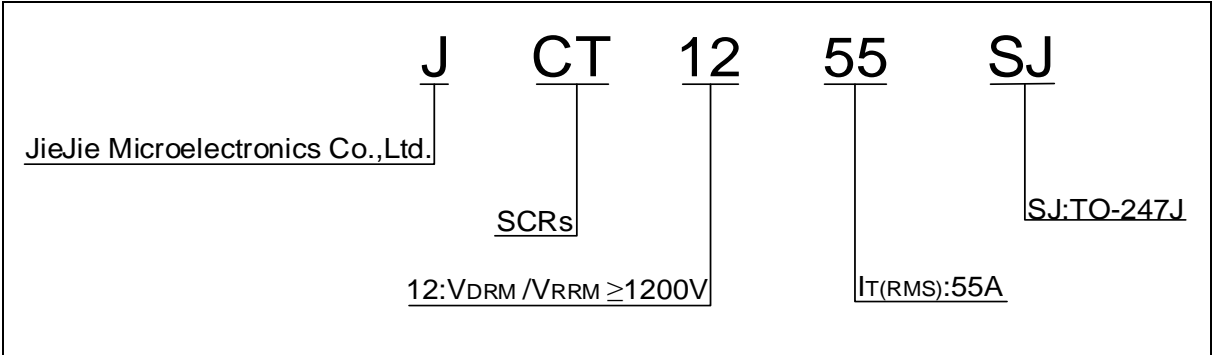 J CT 12 55 SJ
JieJie Microelectronics Co.,Ltd.
SJ:TO-247J
SCRs
12:VDRM /VRRM ≥1200V
IT(RMS):55A